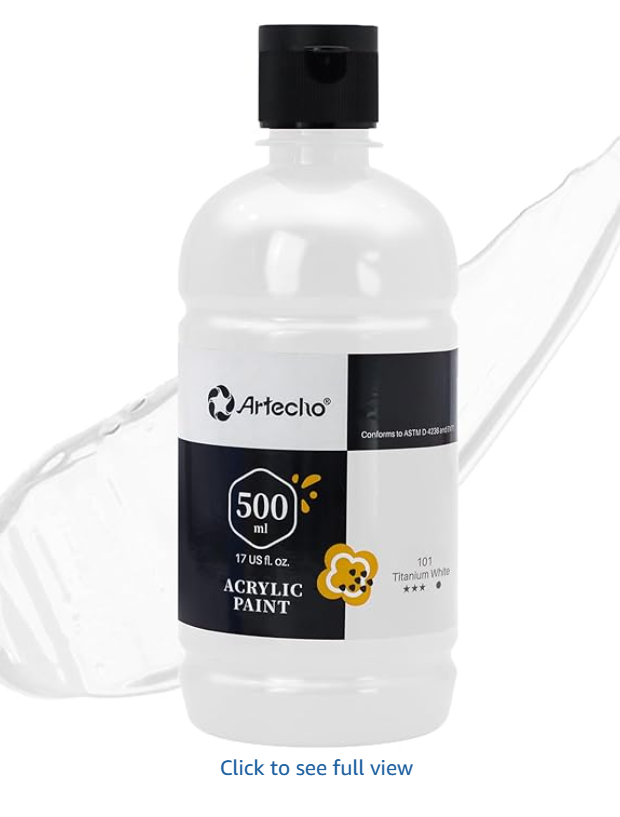 Artecho®
Conforms to ASTM D-4236 and
500
ml
17 US fl. oz.
ACRYLIC
PAINT
101
Titanium White
★★★ ●
Click to see full view